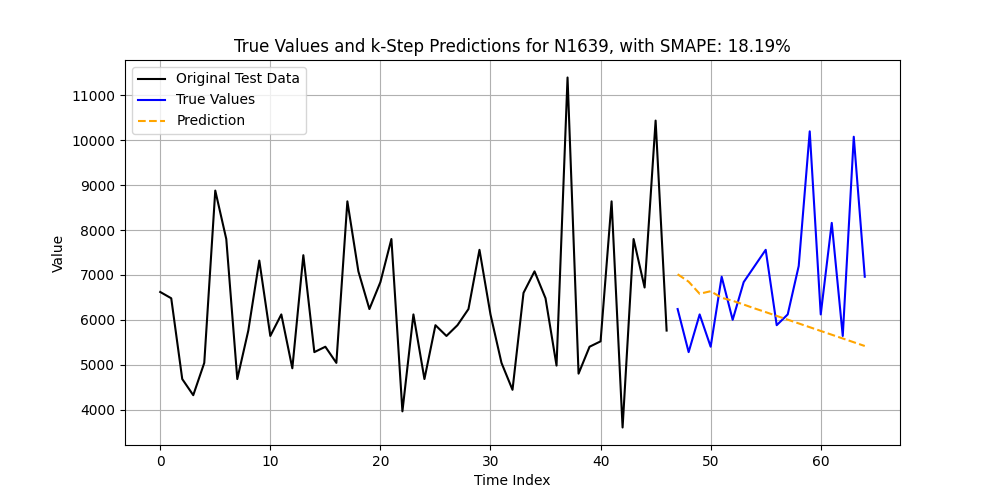 True Values and k-Step Predictions for N1639, with SMAPE: 18.19%
Original Test Data
True Values
Prediction
11000
10000
9000
8000
7000
6000
5000
4000
Value
0 10 20 30 40 50 60
Time Index